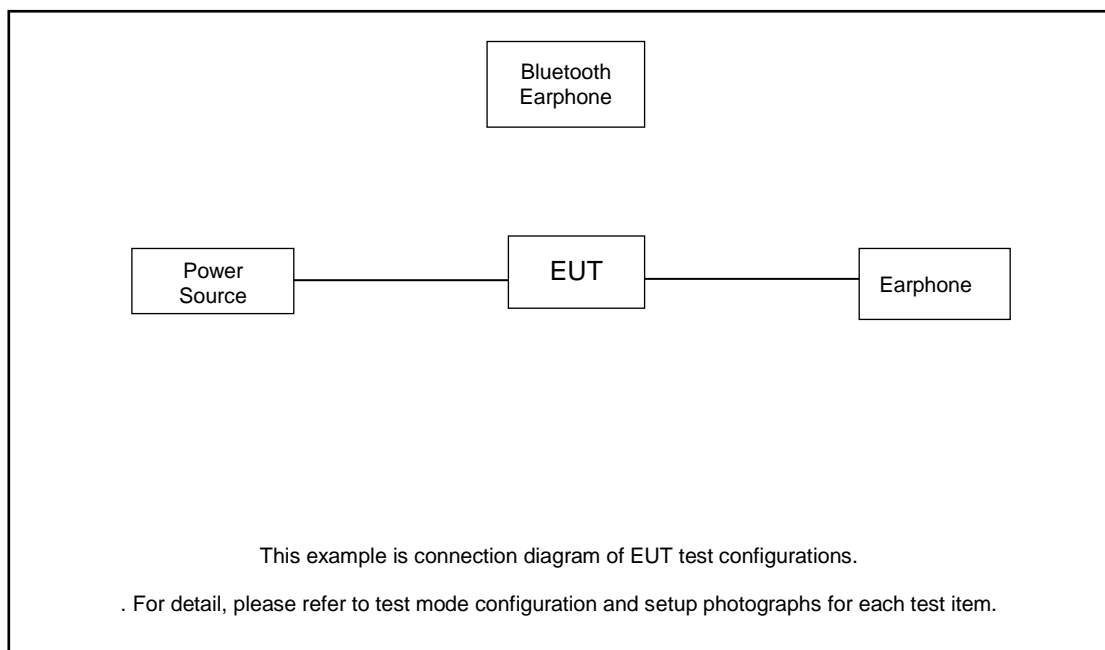 Bluetooth
Earphone
Power
Source
EUT
Earphone
This example is connection diagram of EUT test configurations.
. For detail, please refer to test mode configuration and setup photographs for each test item.